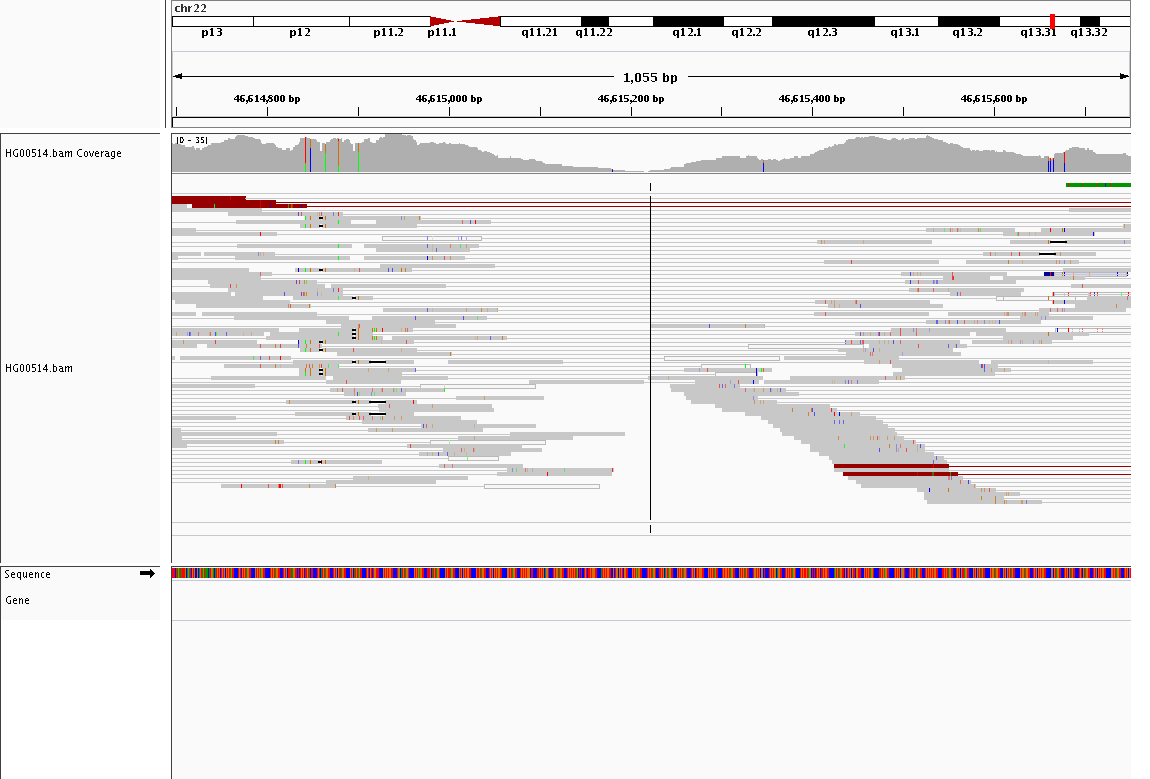 chr22
p13 p12 p11.2 p11.1 q11.21 q11.22 q12.1 q12.2 q12.3 q13.1 q13.2 q13.31 q13.32
1,055 bp
46,614,800 bp 46,615,000 bp 46,615,200 bp 46,615,400 bp 46,615,600 bp
[0 - 35]
HG00514.bam Coverage
HG00514.bam
Sequence
Gene